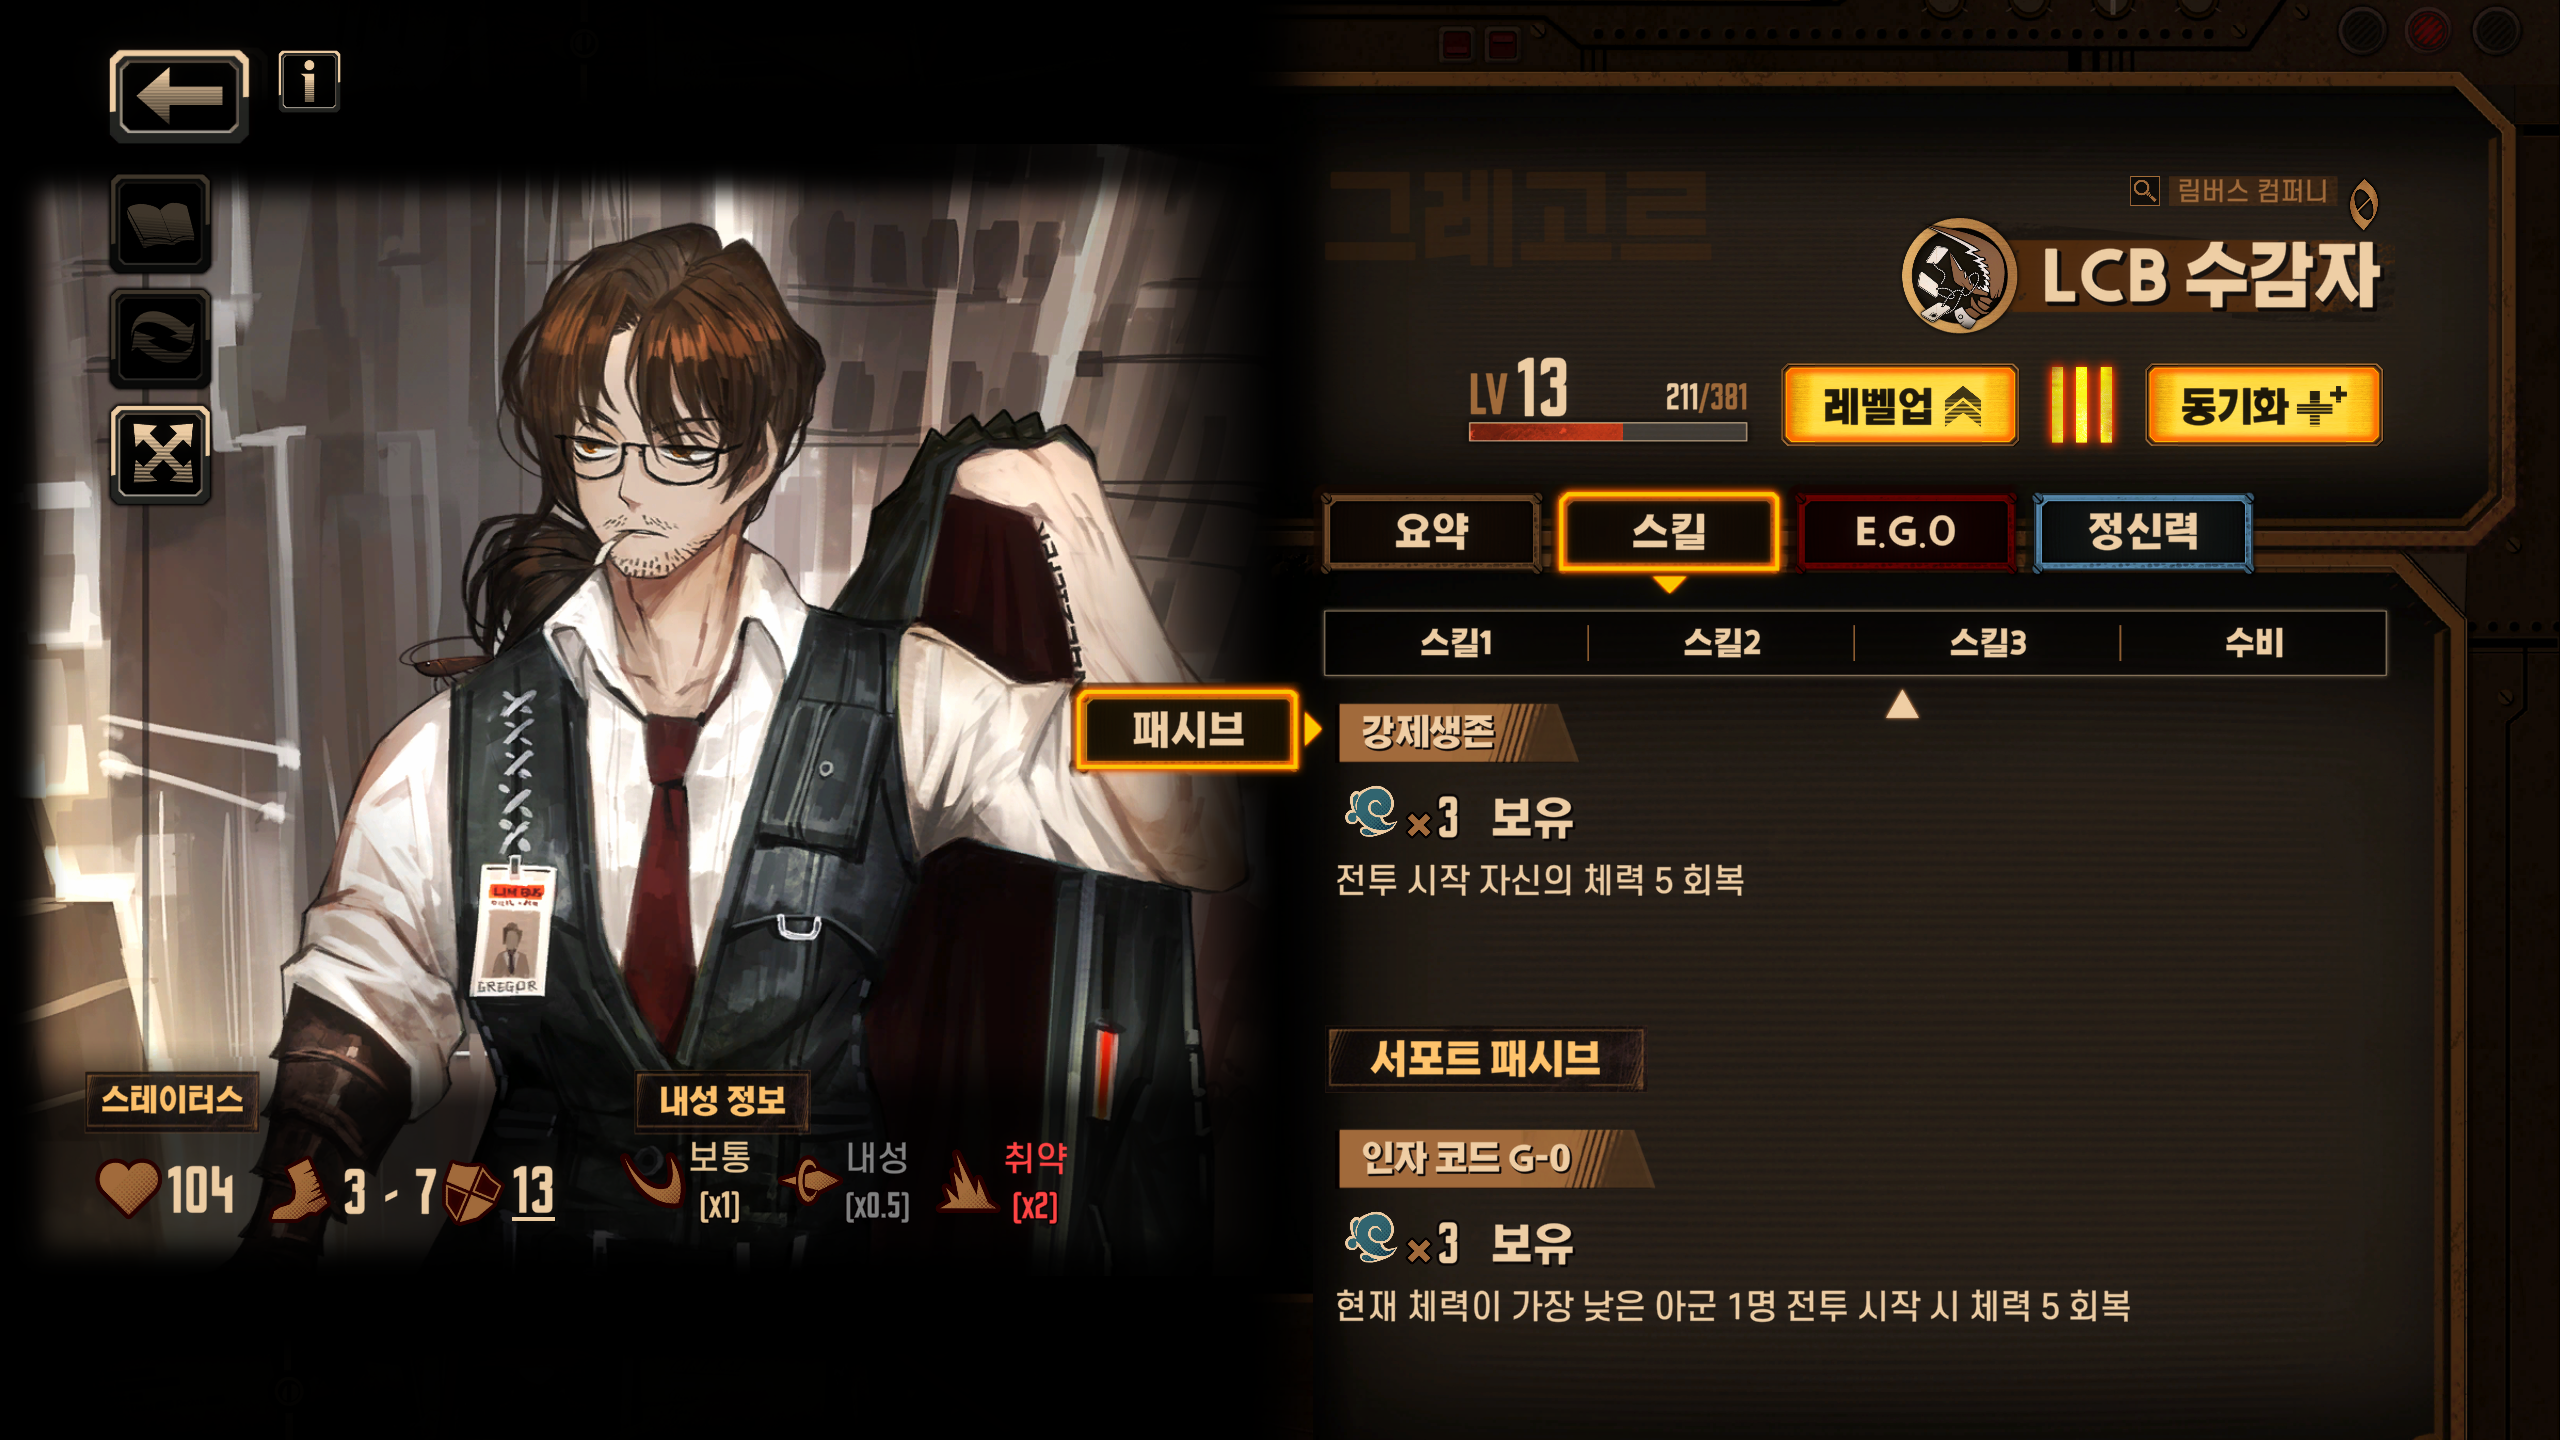 그레고르
림버스 컴퍼니
LCB 수감자
LV 13
211/381
레벨업
동기화
요약
스킬
E.G.O
정신력
스킬1
스킬2
스킬3
수비
패시브
강제생존
×3 보유
전투 시작 자신의 체력 5 회복
서포트 패시브
인자 코드 G-0
×3 보유
현재 체력이 가장 낮은 아군 1명 전투 시작 시 체력 5 회복
GREGOR
스테이터스
104
3 - 7
13
내성 정보
보통
[x1]
내성
[x0.5]
취약
[x2]